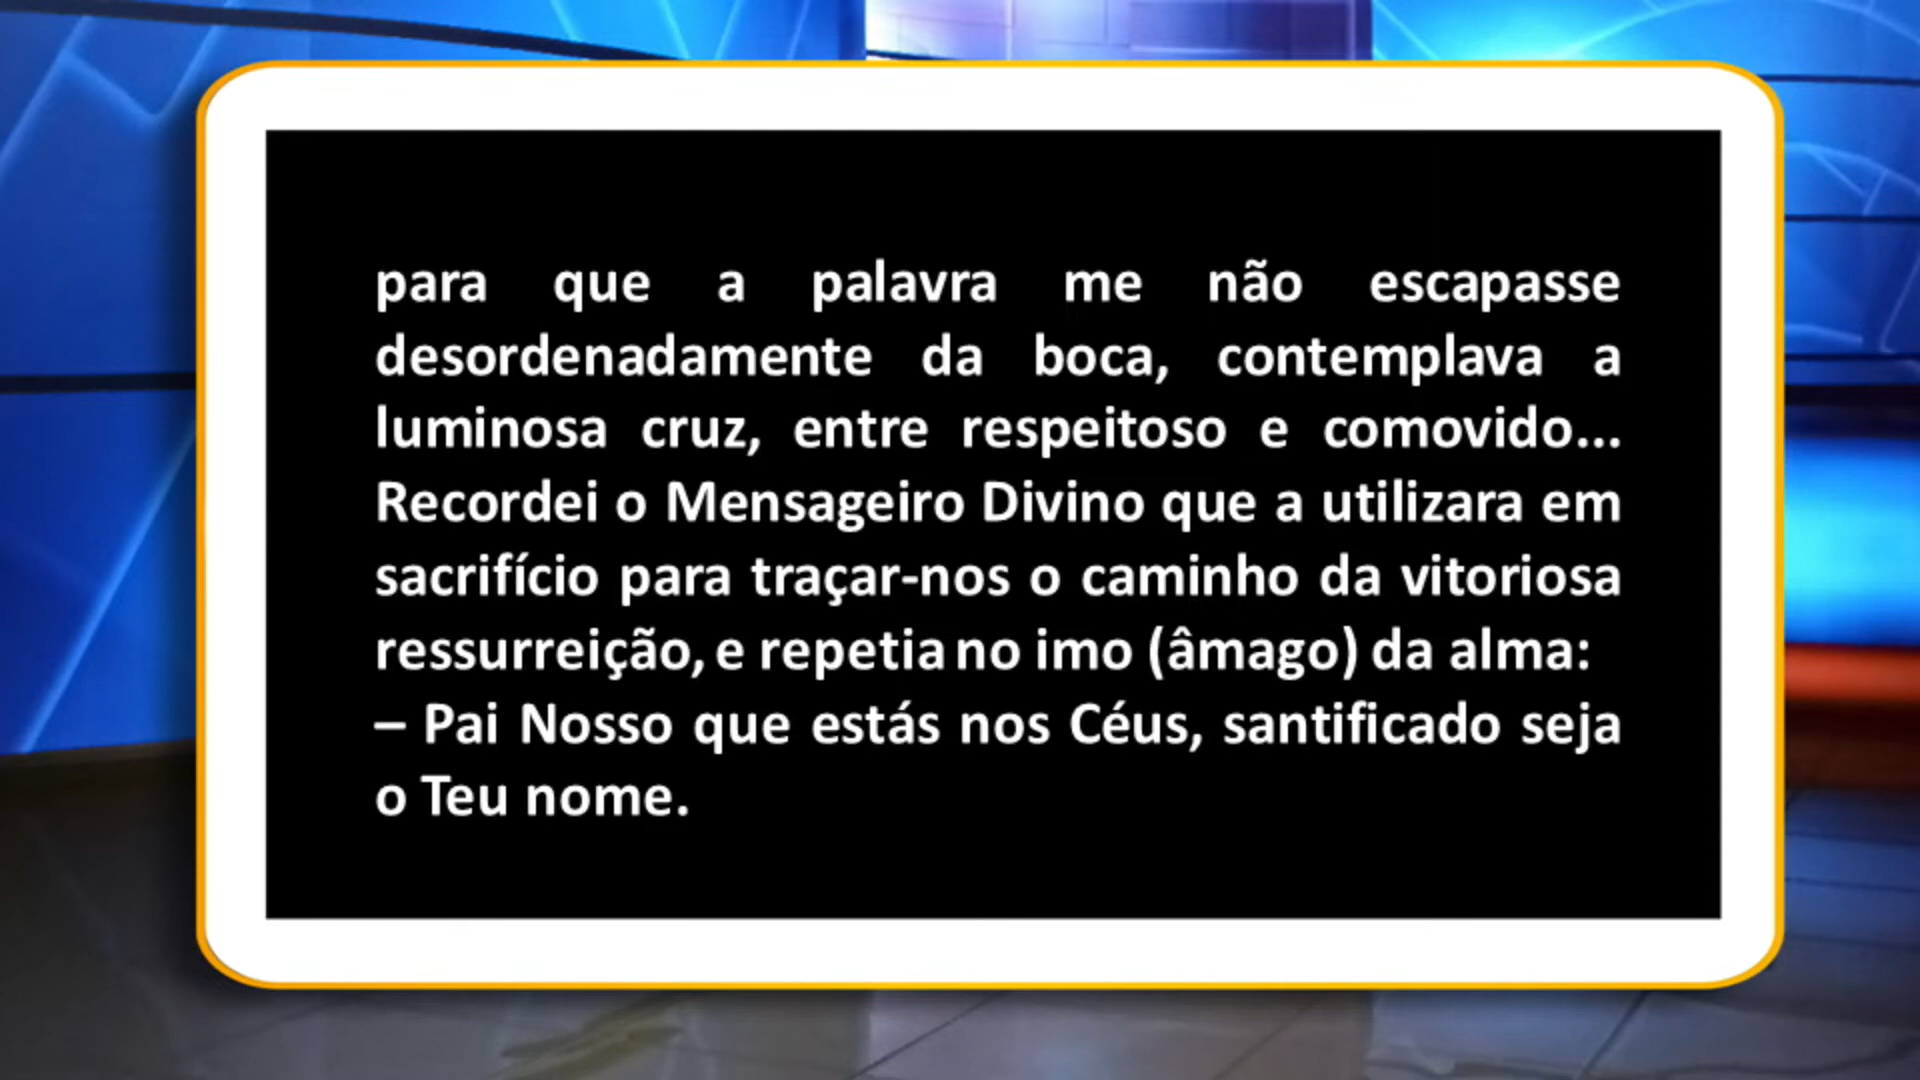 para que a palavra me não escapasse
desordenadamente da boca, contemplava a
luminosa cruz, entre respeitoso e comovido...
Recordei o Mensageiro Divino que a utilizara em
sacrifício para traçar-nos o caminho da vitoriosa
ressurreição, e repetia no imo (âmago) da alma:
– Pai Nosso que estás nos Céus, santificado seja
o Teu nome.